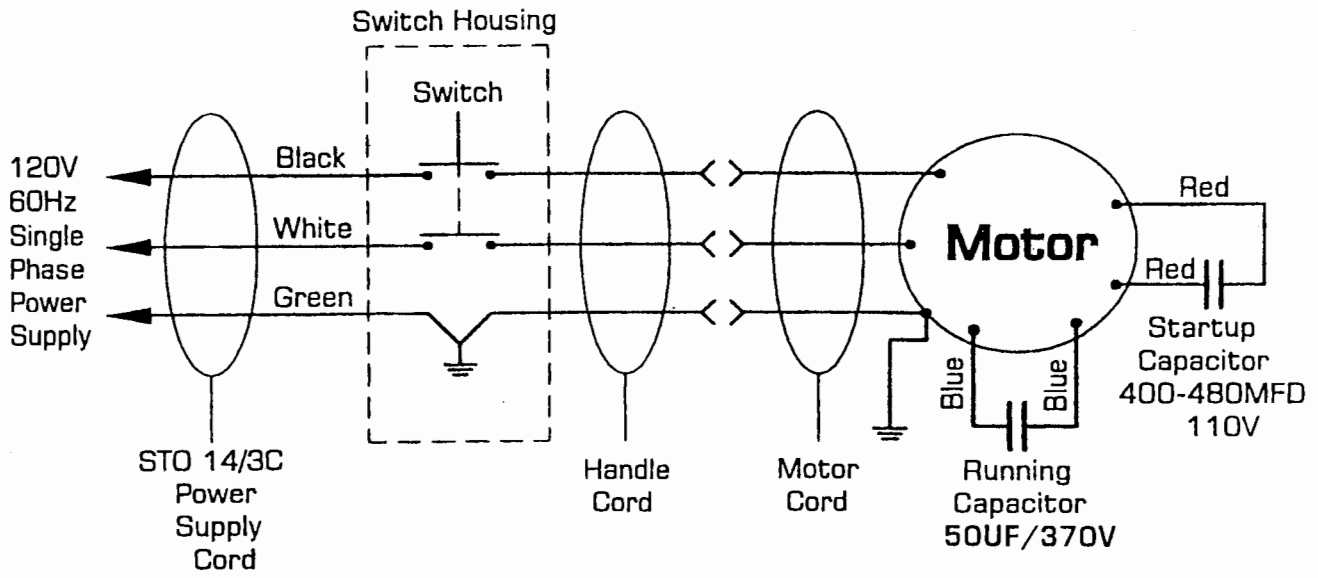 Switch Housing
Switch
120V
60Hz
Single
Phase
Power
Supply
Black
White
Green
Motor
Red
Red
Startup
Capacitor
400-480MFD
110V
Blue
Blue
Running
Capacitor
50UF/370V
STO 14/3C
Power
Supply
Cord
Handle
Cord
Motor
Cord